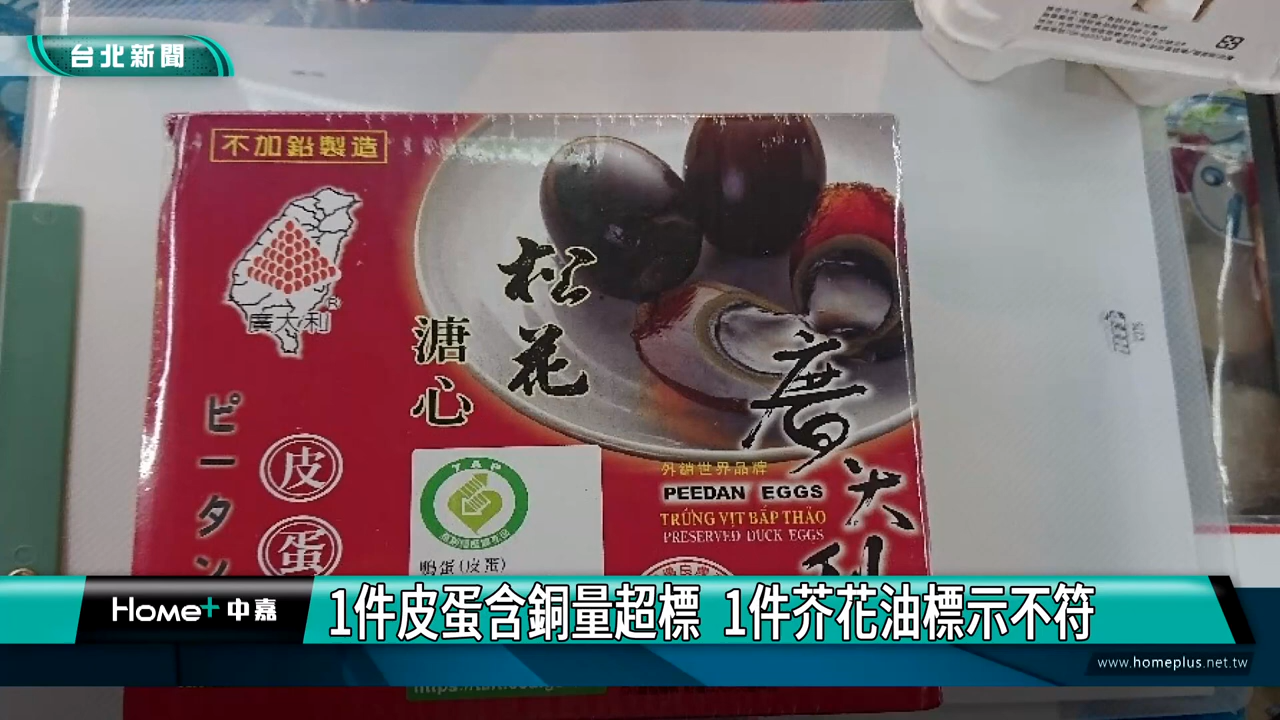 台北新聞
不加鉛製造
廣大利
松花
溏心
廣大利
ピータン
皮蛋
TAP
鴨蛋(皮蛋)
外銷世界品牌
PEEDAN EGGS
TRỨNG VỊT BẮP THẢO
PRESERVED DUCK EGGS
Home+中嘉
1件皮蛋含銅量超標 1件芥花油標示不符
www.homeplus.net.tw